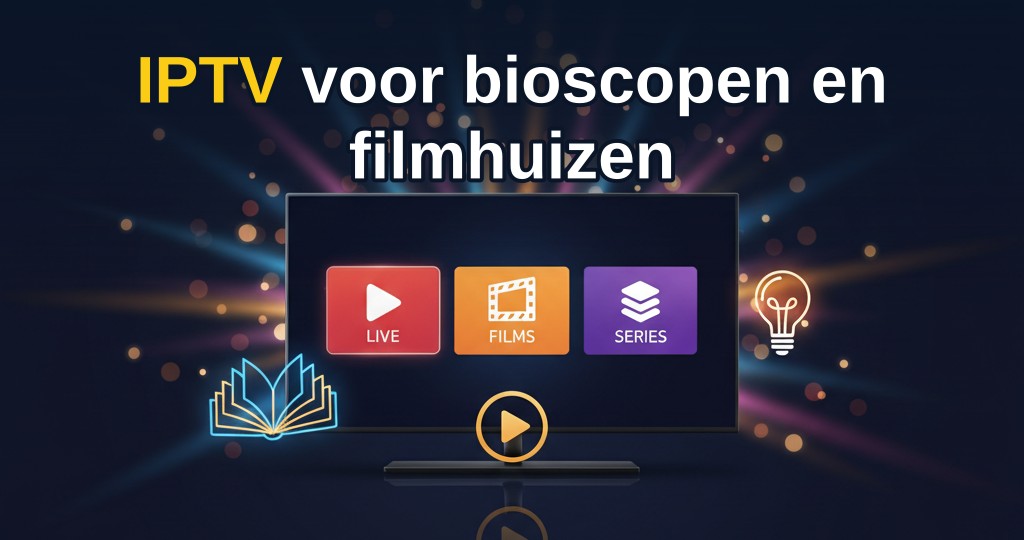 IPTV voor bioscopen en
filmhuizen
LIVE
FILMS
SERIES